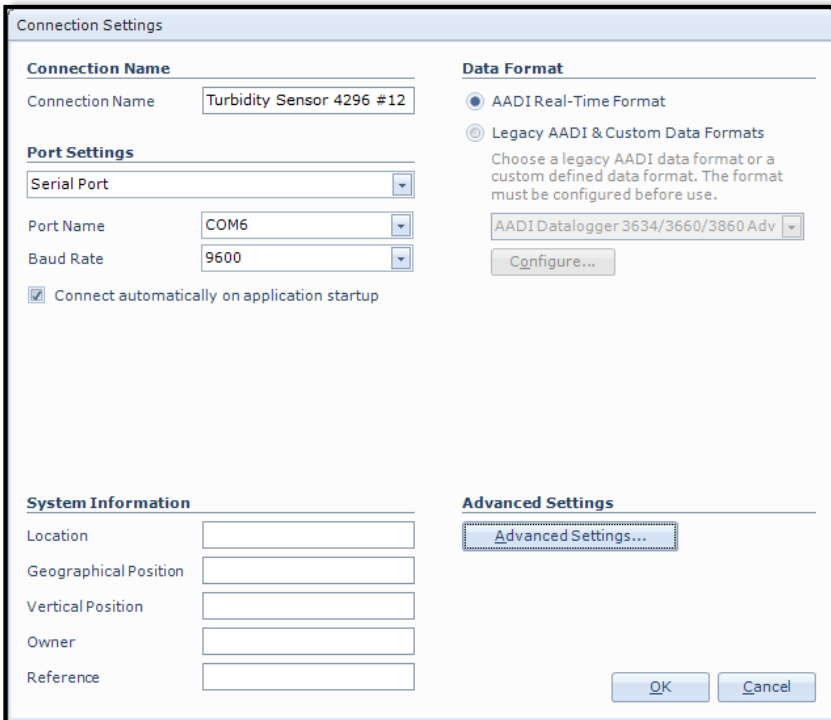 Connection Settings
Connection Name
Connection Name
Turbidity Sensor 4296 #12
Port Settings
Serial Port
Port Name
COM6
Baud Rate
9600
Connect automatically on application startup
Data Format
AADI Real-Time Format
Legacy AADI & Custom Data Formats
Choose a legacy AADI data format or a
custom defined data format. The format
must be configured before use.
AADI Datalogger 3634/3660/3860 Adv
Configure...
System Information
Location
Geographical Position
Vertical Position
Owner
Reference
Advanced Settings
Advanced Settings...
OK
Cancel